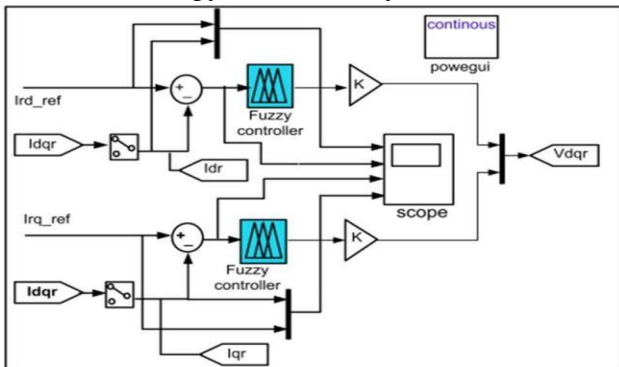 continous
powegui
Ird_ref
+
-
Fuzzy
controller
K
Idqr
Idr
scope
Vdqr
Irq_ref
+
-
Fuzzy
controller
K
Idqr
Iqr